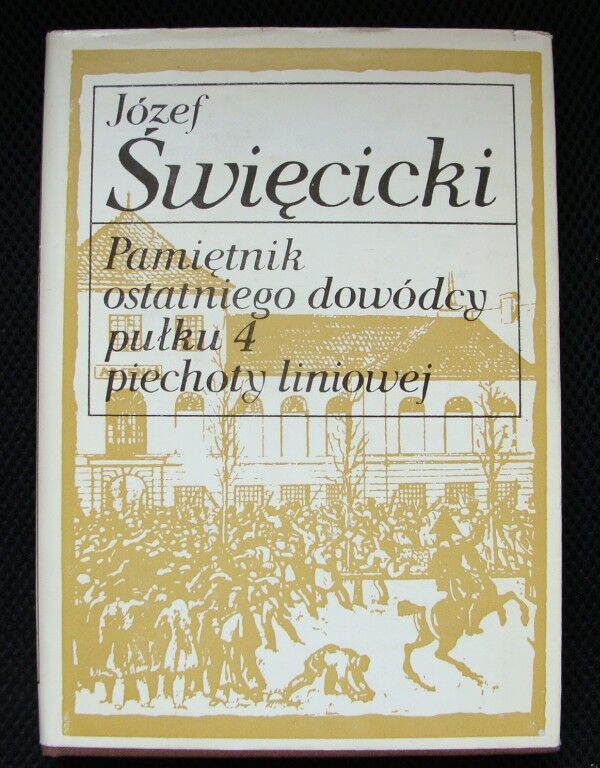 Józef
Święcicki
Pamiętnik
ostatniego dowódcy
pułku 4
piechoty liniowej